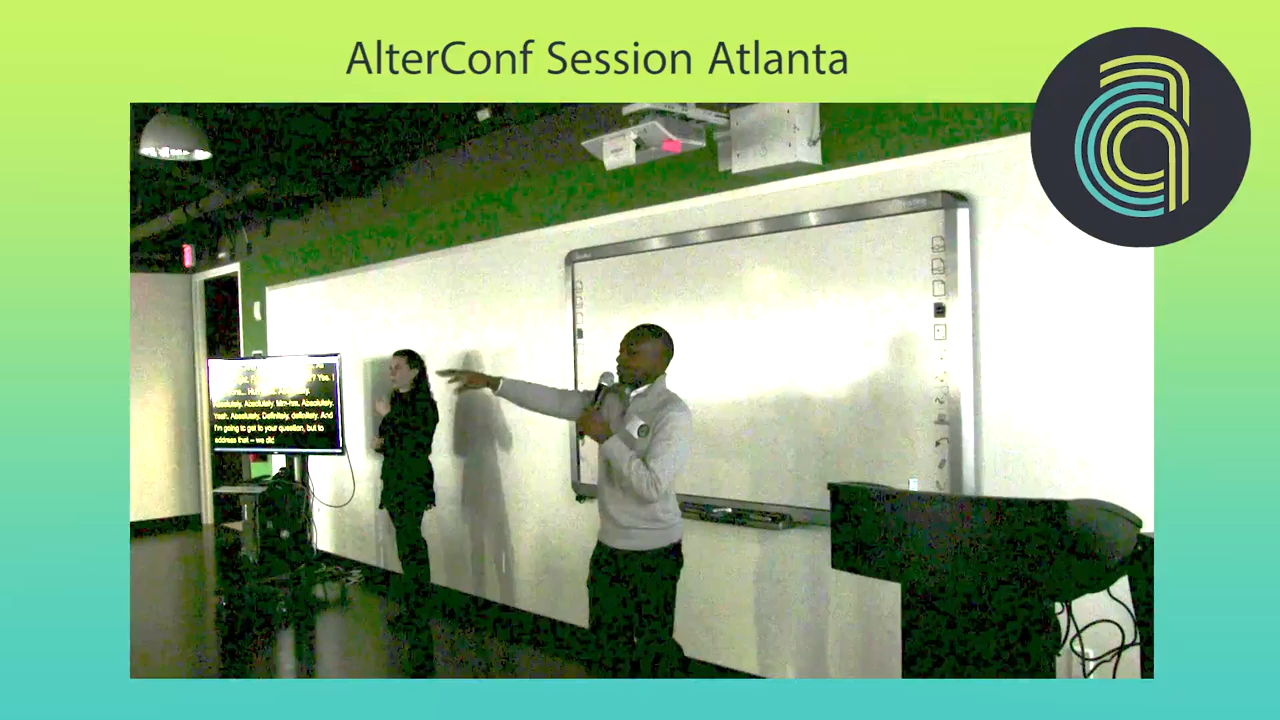 AlterConf Session Atlanta
? Yes. I
Absolutely. Absolutely. Mm-hm. Absolutely.
Yeah. Absolutely. Definitely, definitely. And
I'm going to get to your question, but to
address that -- we did